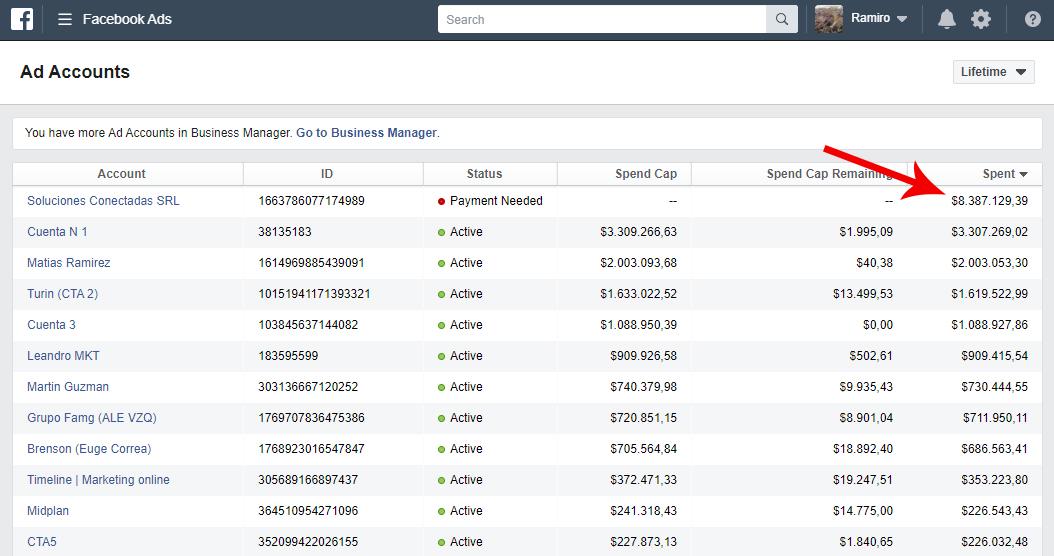 Facebook Ads Search Ramiro
Ad Accounts Lifetime
You have more Ad Accounts in Business Manager. Go to Business Manager.
Account ID Status Spend Cap Spend Cap Remaining Spent
Soluciones Conectadas SRL 1663786077174989 Payment Needed -- -- $8.387.129,39
Cuenta N 1 38135183 Active $3.309.266,63 $1.995,09 $3.307.269,02
Matias Ramirez 1614969885439091 Active $2.003.093,68 $40,38 $2.003.053,30
Turin (CTA 2) 10151941171393321 Active $1.633.022,52 $13.499,53 $1.619.522,99
Cuenta 3 103845637144082 Active $1.088.950,39 $0,00 $1.088.927,86
Leandro MKT 183595599 Active $909.926,58 $502,61 $909.415,54
Martin Guzman 303136667120252 Active $740.379,98 $9.935,43 $730.444,55
Grupo Famg (ALE VZQ) 1769707836475386 Active $720.851,15 $8.901,04 $711.950,11
Brenson (Euge Correa) 1768923016547847 Active $705.564,84 $18.892,40 $686.563,41
Timeline | Marketing online 305689166897437 Active $372.471,33 $19.247,51 $353.223,80
Midplan 364510954271096 Active $241.318,43 $14.775,00 $226.543,43
CTA5 352099422026155 Active $227.873,13 $1.840,65 $226.032,48